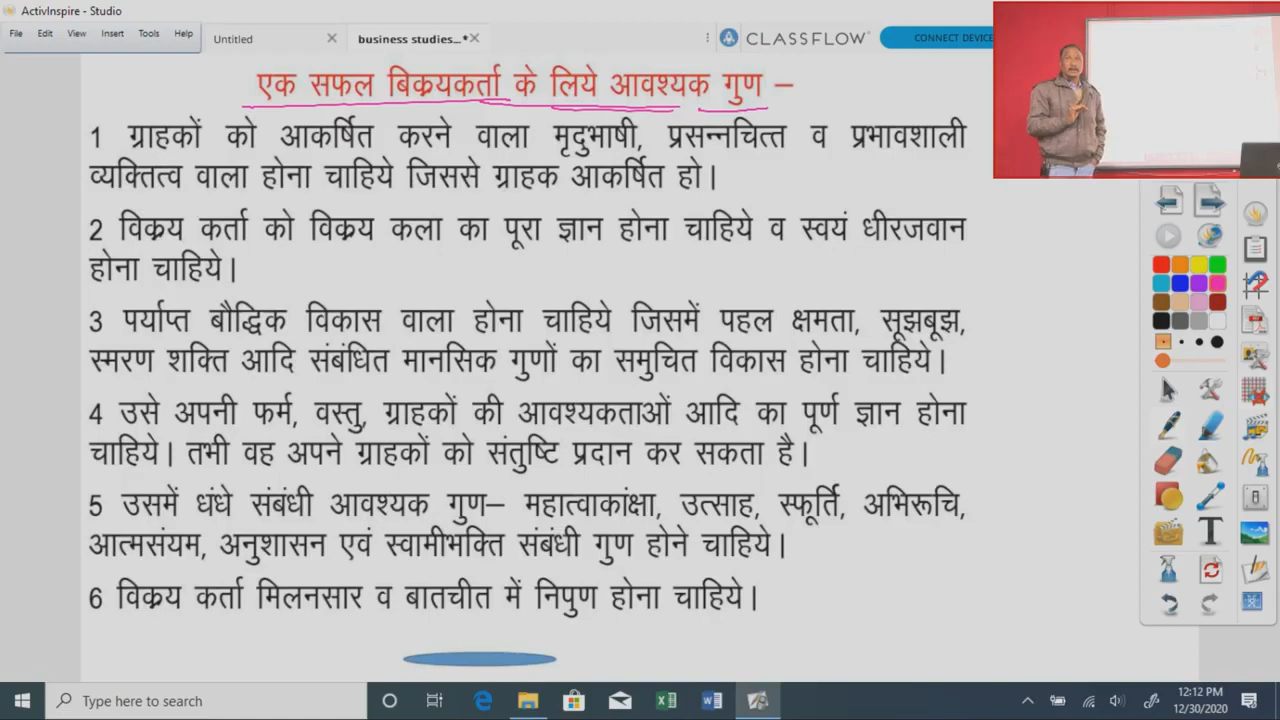 ActivInspire - Studio
File Edit View Insert Tools Help
Untitled
business studies...*
CLASSFLOW
CONNECT DEVICE
एक सफल बिक्रयकर्ता के लिये आवश्यक गुण –
1 ग्राहकों को आकर्षित करने वाला मृदुभाषी, प्रसन्नचित्त व प्रभावशाली
व्यक्तित्व वाला होना चाहिये जिससे ग्राहक आकर्षित हो।
2 विक्रय कर्ता को विक्रय कला का पूरा ज्ञान होना चाहिये व स्वयं धीरजवान
होना चाहिये।
3 पर्याप्त बौद्धिक विकास वाला होना चाहिये जिसमें पहल क्षमता, सूझबूझ,
स्मरण शक्ति आदि संबंधित मानसिक गुणों का समुचित विकास होना चाहिये।
4 उसे अपनी फर्म, वस्तु, ग्राहकों की आवश्यकताओं आदि का पूर्ण ज्ञान होना
चाहिये। तभी वह अपने ग्राहकों को संतुष्टि प्रदान कर सकता है।
5 उसमें धंधे संबंधी आवश्यक गुण– महात्वाकांक्षा, उत्साह, स्फूर्ति, अभिरूचि,
आत्मसंयम, अनुशासन एवं स्वामीभक्ति संबंधी गुण होने चाहिये।
6 विक्रय कर्ता मिलनसार व बातचीत में निपुण होना चाहिये।
Type here to search
12:12 PM
12/30/2020